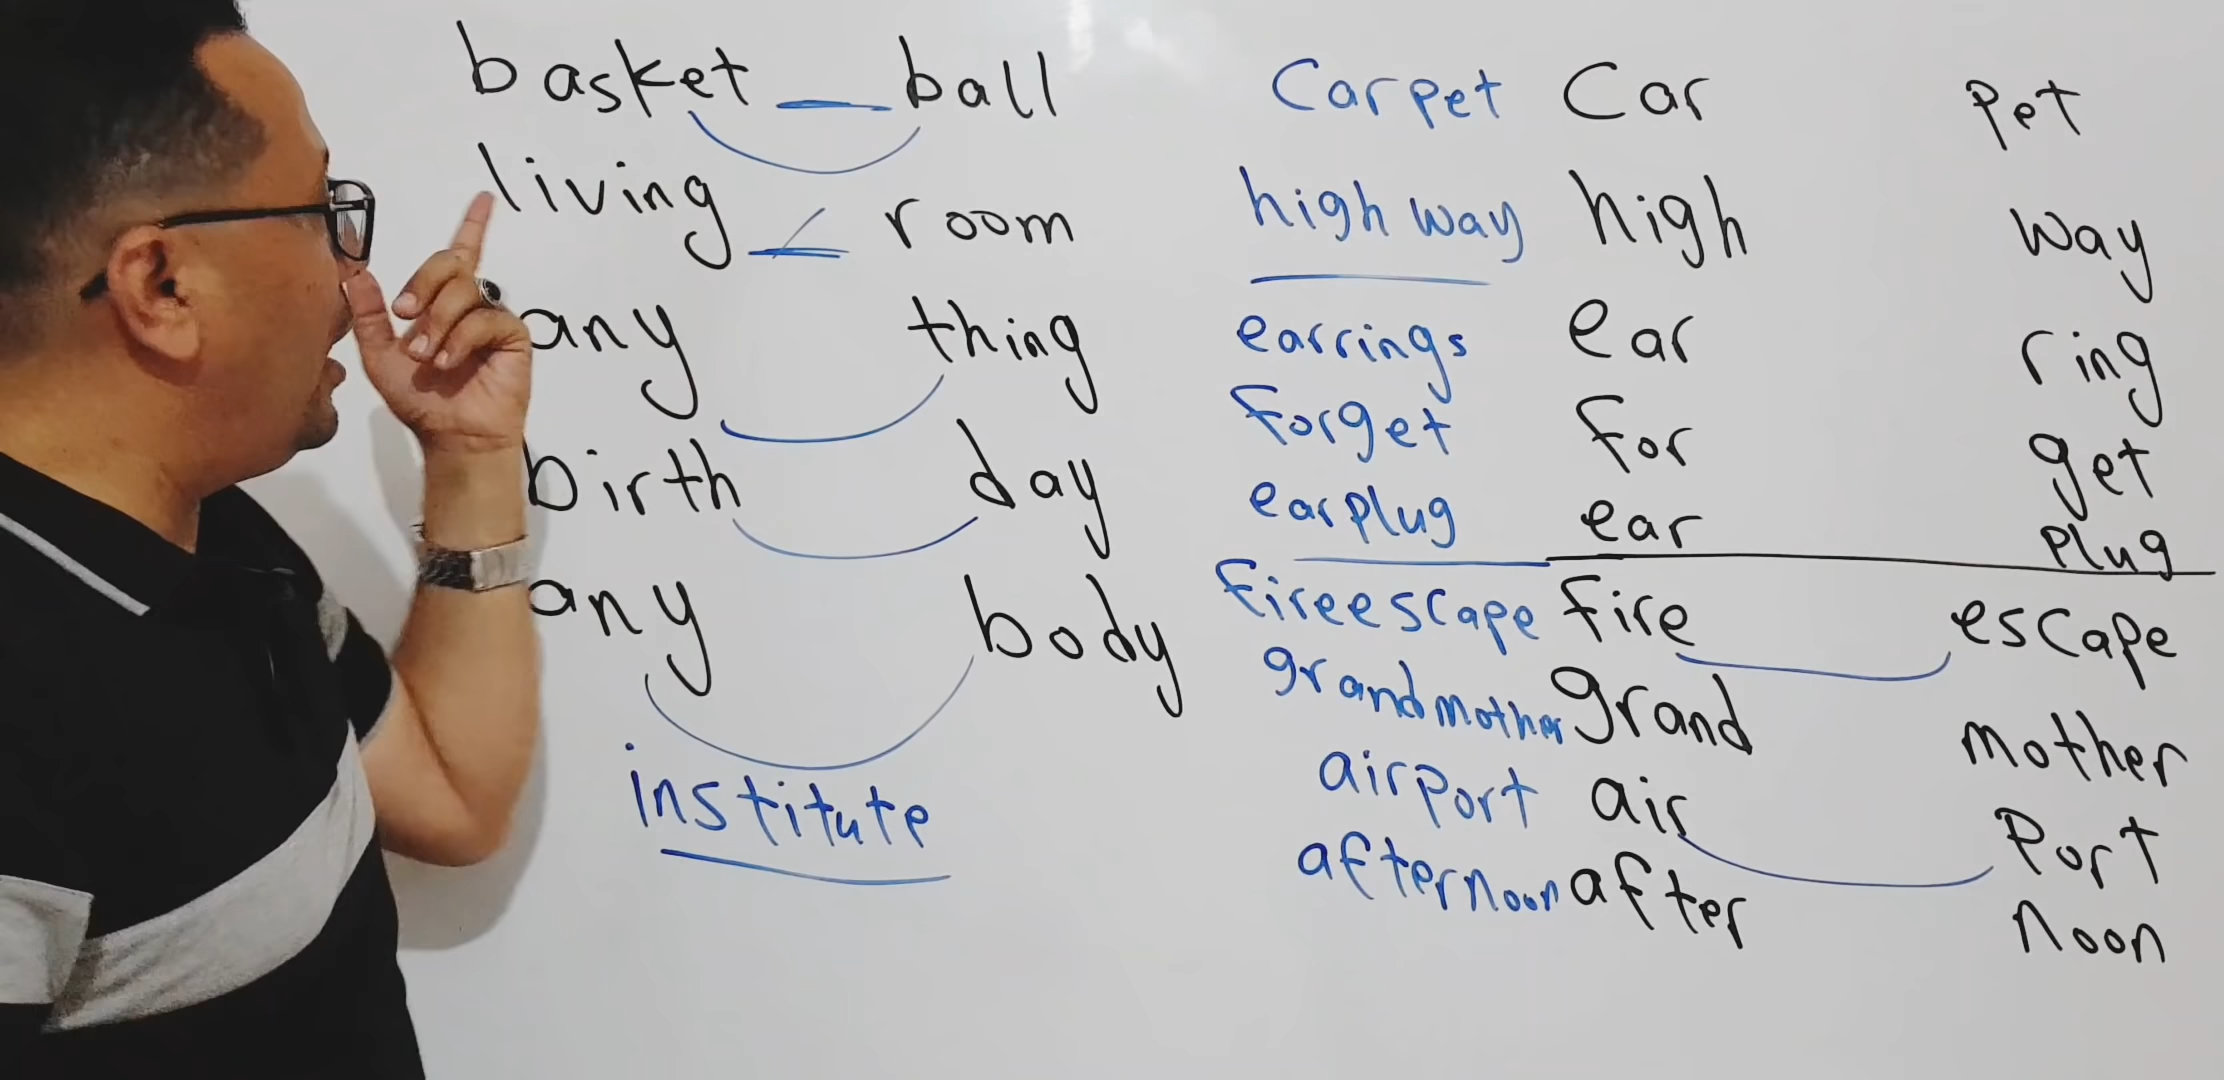 basket ball
living room
any thing
birth day
any body
institute
Carpet Car Pet
high way high way
earrings ear ring
forget for get
earplug ear plug
fireescape fire escape
grandmother grand mother
airport air Port
afternoon after Noon